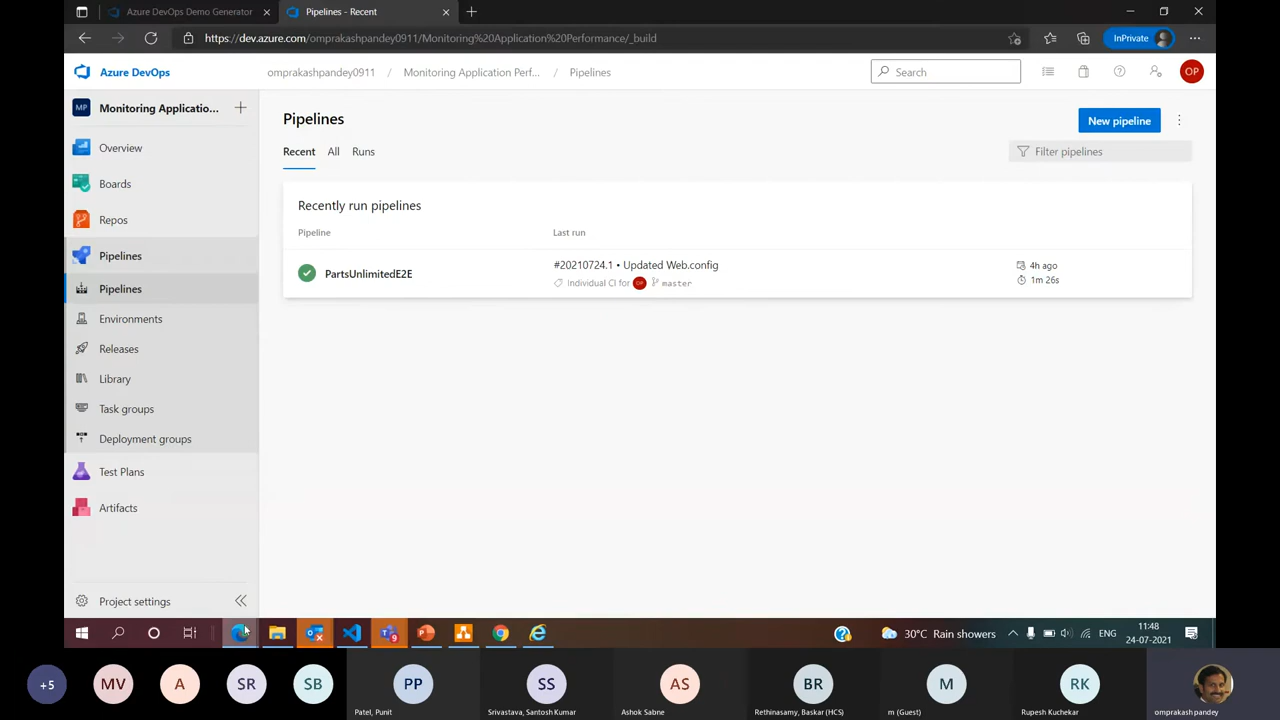 Azure DevOps Demo Generator
Pipelines - Recent
https://dev.azure.com/omprakashpandey0911/Monitoring%20Application%20Performance/_build
InPrivate
Azure DevOps
omprakashpandey0911 / Monitoring Application Perf... / Pipelines
Search
OP
MP
Monitoring Applicatio...
Overview
Boards
Repos
Pipelines
Pipelines
Environments
Releases
Library
Task groups
Deployment groups
Test Plans
Artifacts
Project settings
Pipelines
New pipeline
Recent
All
Runs
Filter pipelines
Recently run pipelines
Pipeline
Last run
PartsUnlimitedE2E
#20210724.1 • Updated Web.config
Individual CI for OP master
4h ago
1m 26s
9
30°C Rain showers
ENG
11:48
24-07-2021
+5
MV
A
SR
SB
PP
Patel, Punit
SS
Srivastava, Santosh Kumar
AS
Ashok Sabne
BR
Rethinasamy, Baskar (HCS)
M
m (Guest)
RK
Rupesh Kuchekar
omprakash pandey